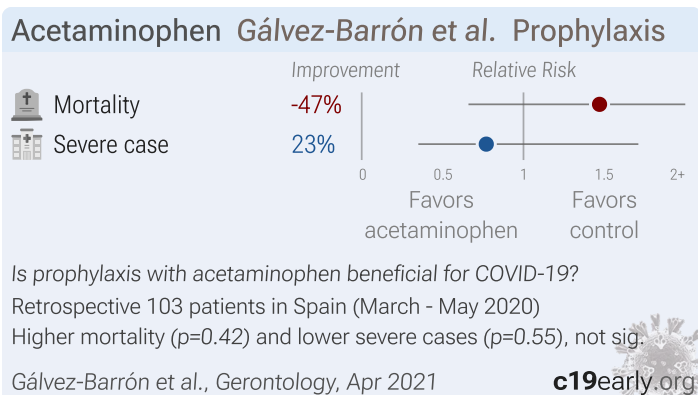 Acetaminophen Gálvez-Barrón et al. Prophylaxis
Improvement Relative Risk
Mortality -47%
Severe case 23%
0 0.5 1 1.5 2+
Favors Favors
acetaminophen control
Is prophylaxis with acetaminophen beneficial for COVID-19?
Retrospective 103 patients in Spain (March - May 2020)
Higher mortality (p=0.42) and lower severe cases (p=0.55), not sig.
Gálvez-Barrón et al., Gerontology, Apr 2021 c19early.org